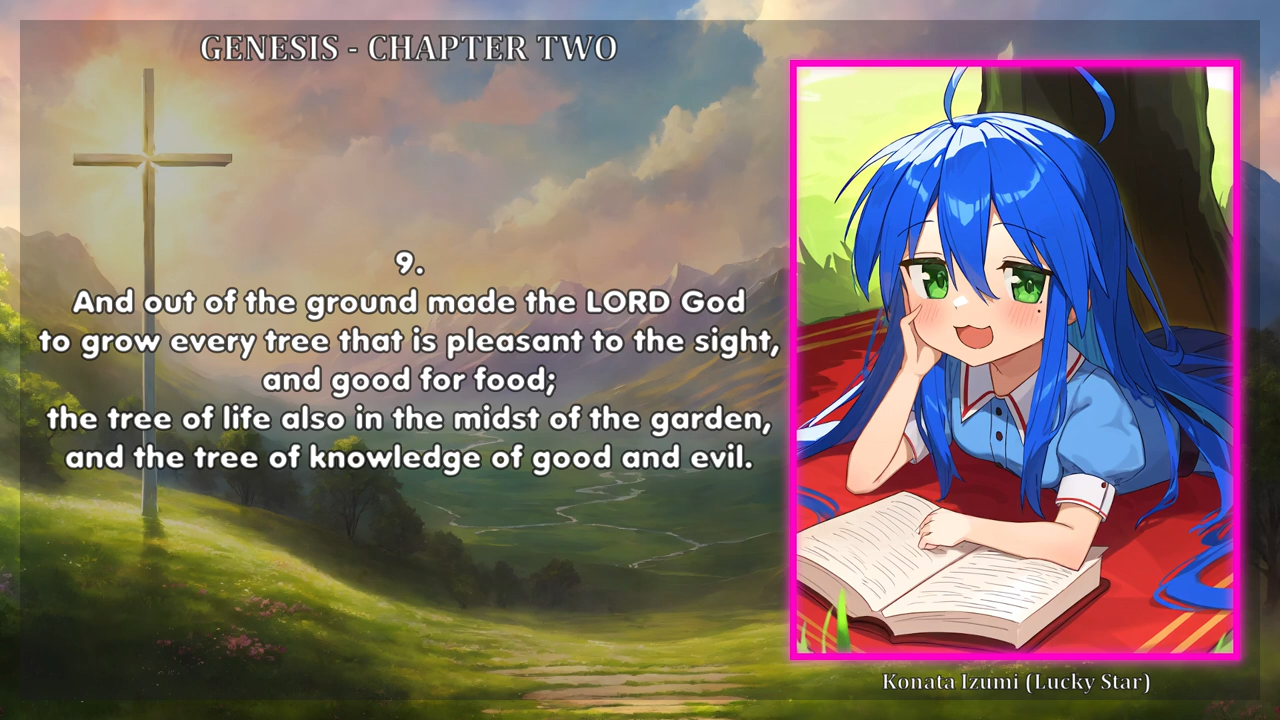 GENESIS - CHAPTER TWO
9.
And out of the ground made the LORD God
to grow every tree that is pleasant to the sight,
and good for food;
the tree of life also in the midst of the garden,
and the tree of knowledge of good and evil.
Konata Izumi (Lucky Star)